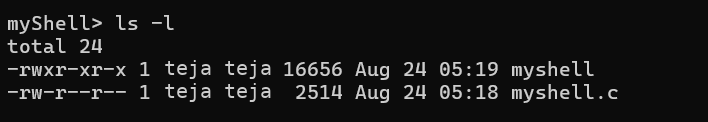 myShell> ls -l
total 24
-rwxr-xr-x 1 teja teja 16656 Aug 24 05:19 myshell
-rw-r--r-- 1 teja teja  2514 Aug 24 05:18 myshell.c